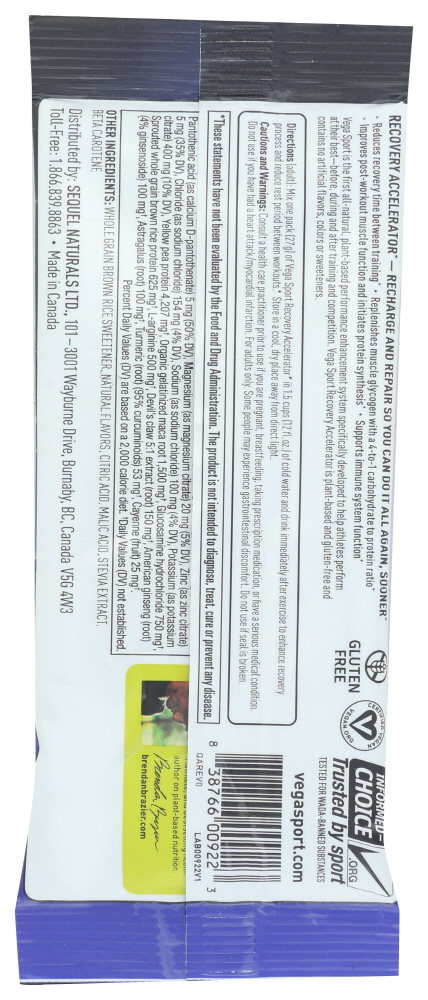 RECOVERY ACCELERATOR* — RECHARGE AND REPAIR SO YOU CAN DO IT ALL AGAIN, SOONER*
• Reduces recovery time between training* • Replenishes muscle glycogen with a 4-to-1 carbohydrate to protein ratio*
• Improves post-workout muscle function and initiates protein synthesis* • Supports immune system function*
Vega Sport is the first all-natural, plant-based performance enhancement system specifically developed to help athletes perform
at their best—before, during and after training and competition. Vega Sport Recovery Accelerator is plant-based and gluten-free and
contains no artificial flavors, colors or sweeteners.
Directions (adult): Mix one pack (27 g) of Vega Sport Recovery Accelerator* in 1.5 cups (12 fl oz) of cold water and drink immediately after exercise to enhance recovery
process and reduce rest period between workouts.* Store in a cool, dry place away from direct light.
Cautions and Warnings: Consult a health care practitioner prior to use if you are pregnant, breastfeeding, taking prescription medication, or have a serious medical condition.
Do not use if you have had a heart attack/myocardial infarction. For adults only. Some people may experience gastrointestinal discomfort. Do not use if seal is broken.
*These statements have not been evaluated by the Food and Drug Administration. The product is not intended to diagnose, treat, cure or prevent any disease.
Pantothenic acid (as calcium D-pantothenate) 5 mg (50% DV), Magnesium (as magnesium citrate) 20 mg (5% DV), Zinc (as zinc citrate)
5 mg (35% DV), Chloride (as sodium chloride) 154 mg (4% DV), Sodium (as sodium chloride) 100 mg (4% DV), Potassium (as potassium
citrate) 400 mg (10% DV), Yellow pea protein 4,207 mg†, Organic gelatinized maca root 1,500 mg†, Glucosamine hydrochloride 750 mg†,
Sprouted whole grain brown rice protein 625 mg†, L-arginine 500 mg†, Devil's claw 5:1 extract (root) 150 mg†, American ginseng (root)
(4% ginsenoside) 100 mg†, Astragalus (root) 100 mg†, Turmeric (root) (95% curcuminoids) 53 mg†, Cayenne (fruit) 25 mg†.
Percent Daily Values (DV) are based on a 2,000 calorie diet. †Daily Values (DV) not established.
OTHER INGREDIENTS: WHOLE GRAIN BROWN RICE SWEETENER, NATURAL FLAVORS, CITRIC ACID, MALIC ACID, STEVIA EXTRACT,
BETA CAROTENE.
Distributed by: SEQUEL NATURALS LTD., 101 – 3001 Wayburne Drive, Burnaby, BC, Canada V5G 4W3
Toll-Free: 1.866.839.8863 • Made in Canada
GLUTEN
FREE
CERTIFIED VEGAN
VEGAN.ORG
INFORMED-
CHOICE
.ORG
Trusted by sport
TESTED FOR WADA-BANNED SUBSTANCES
vegasport.com
8 38766 00922 3
QAREV0 LAB00922V1
author on plant-based nutrition.
Brendan Brazier
brendanbrazier.com